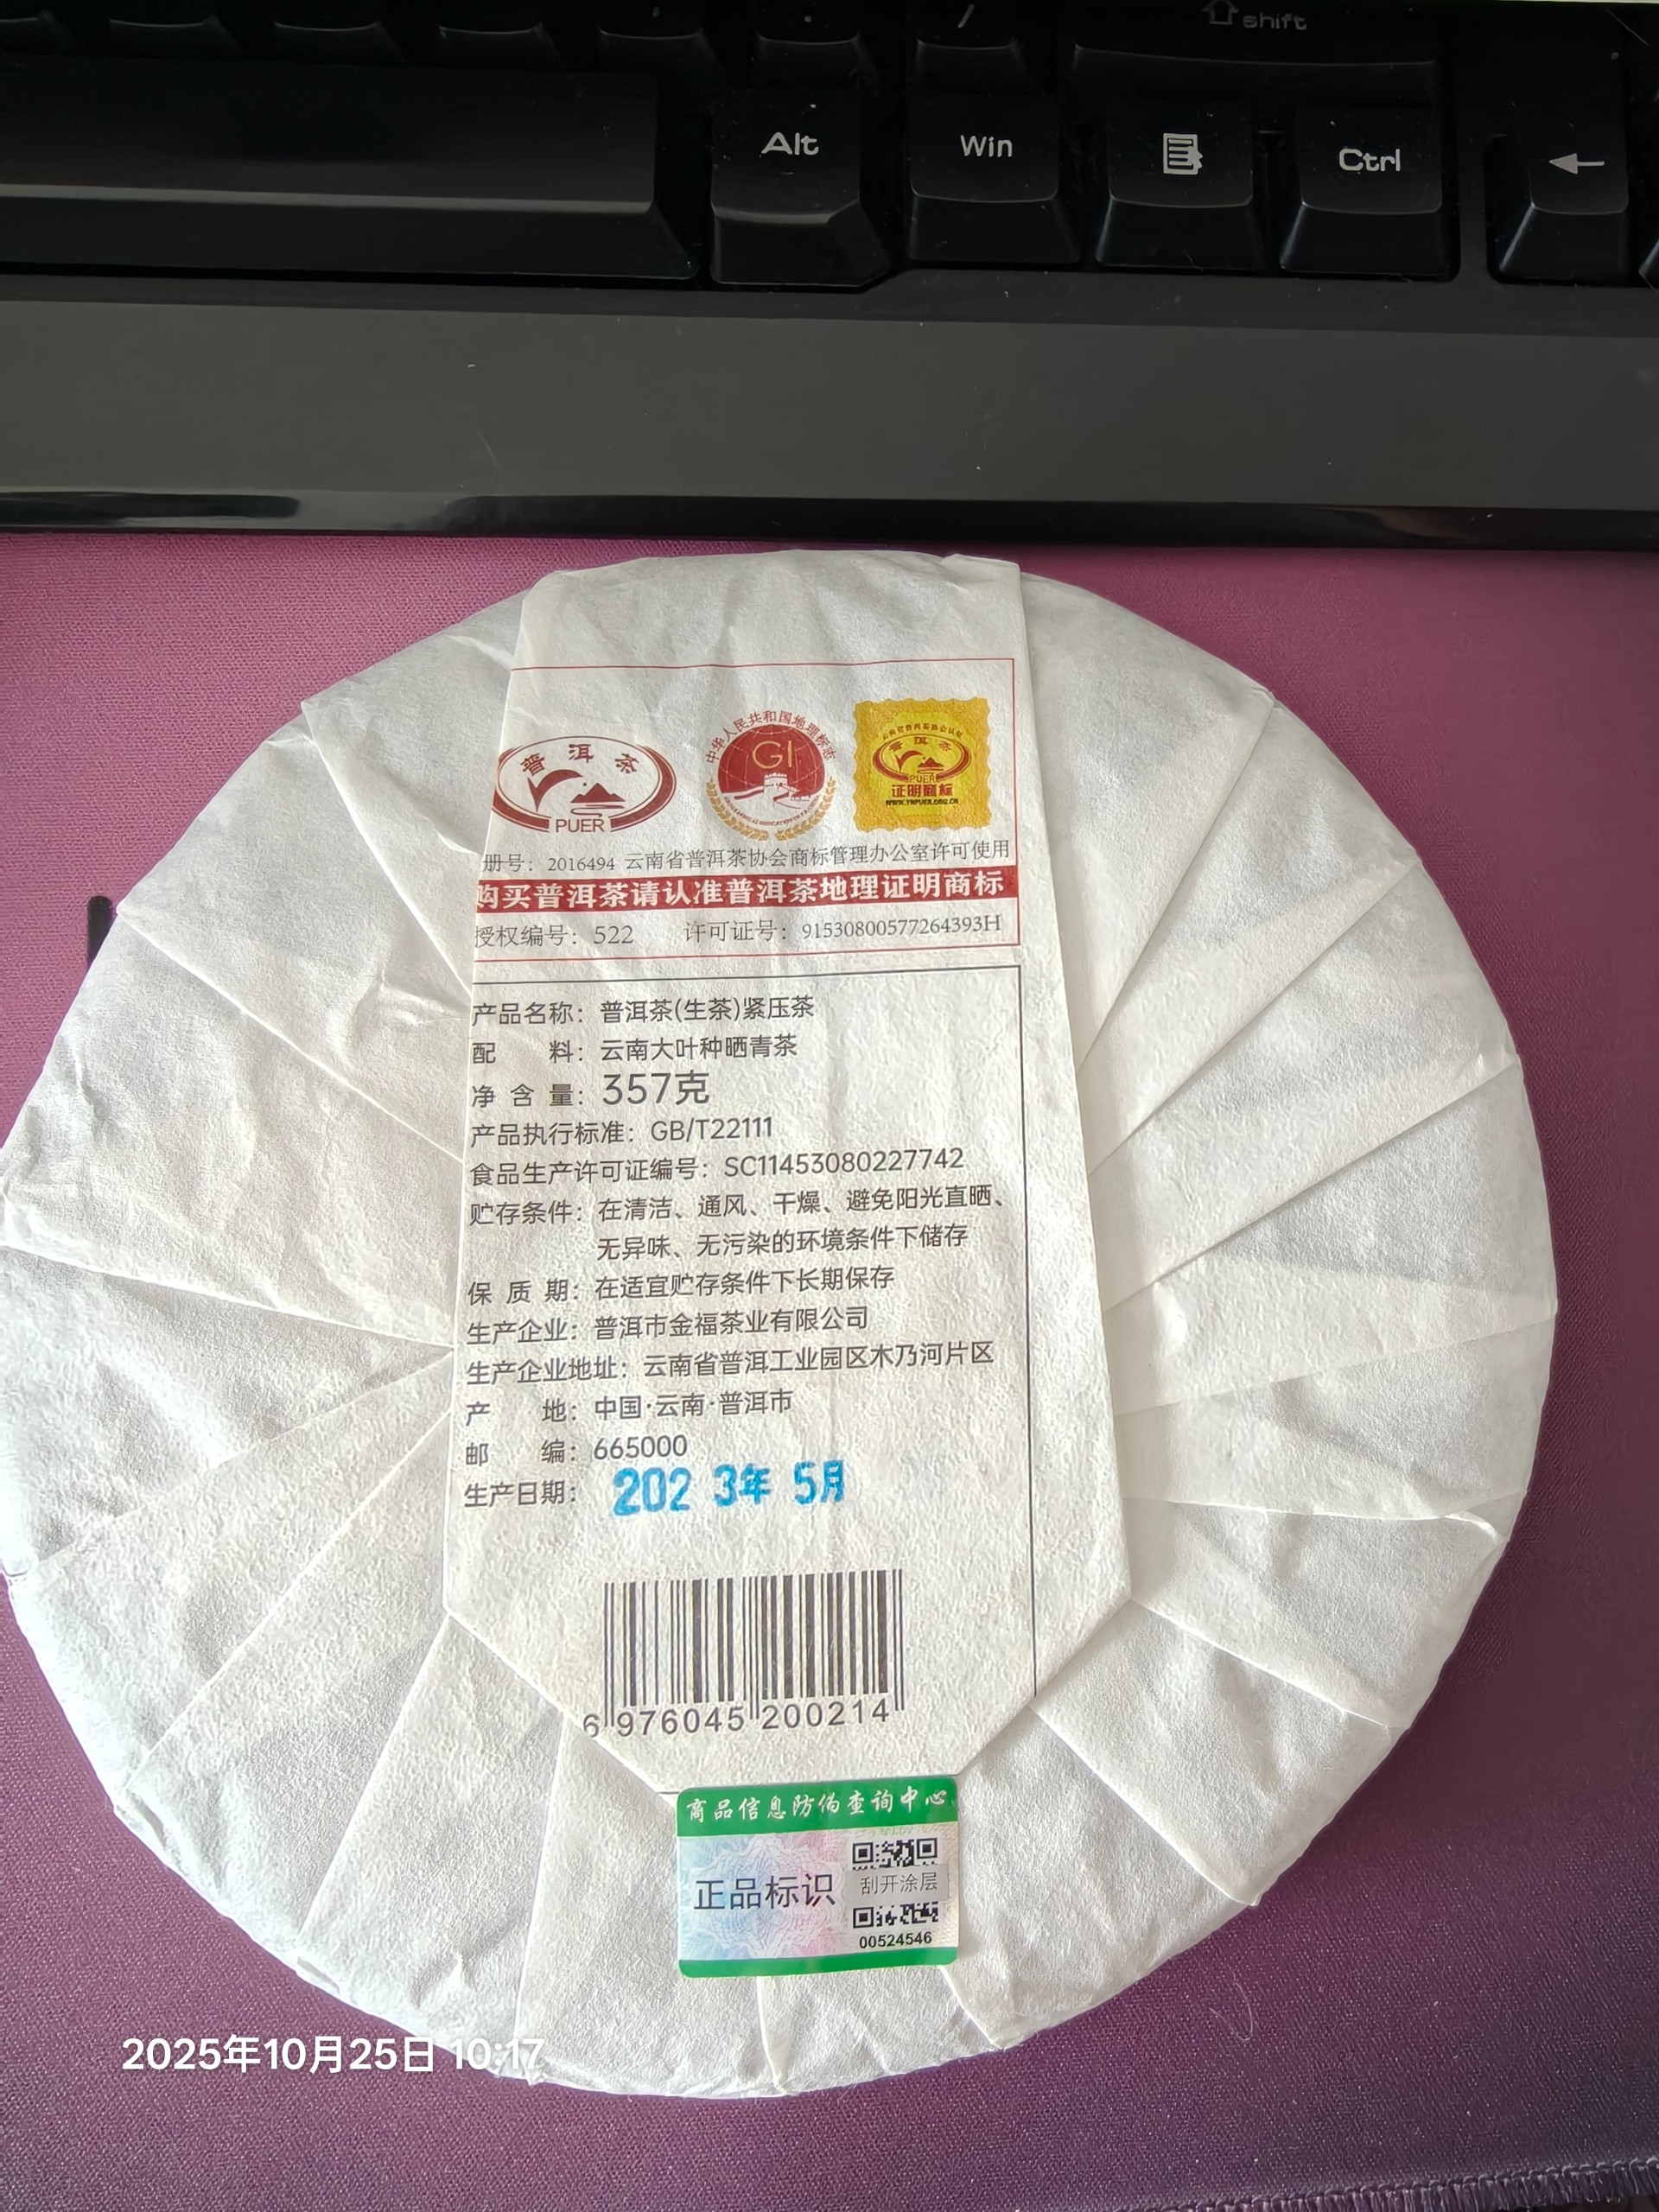 shift
Alt
Win
Ctrl
普洱茶
PUER
中华人民共和国地理标志
GI
普洱茶
PUER
证明商标
WWW.YNPUER.ORG.CN
册号：2016494 云南省普洱茶协会商标管理办公室许可使用
购买普洱茶请认准普洱茶地理证明商标
授权编号：522 许可证号：91530800577264393H
产品名称：普洱茶(生茶)紧压茶
配 料：云南大叶种晒青茶
净 含 量：357克
产品执行标准：GB/T22111
食品生产许可证编号：SC11453080227742
贮存条件：在清洁、通风、干燥、避免阳光直晒、
无异味、无污染的环境条件下储存
保 质 期：在适宜贮存条件下长期保存
生产企业：普洱市金福茶业有限公司
生产企业地址：云南省普洱工业园区木乃河片区
产 地：中国·云南·普洱市
邮 编：665000
生产日期：2023年 5月
6 976045 200214
商品信息防伪查询中心
正品标识
刮开涂层
00524546
2025年10月25日 10:17